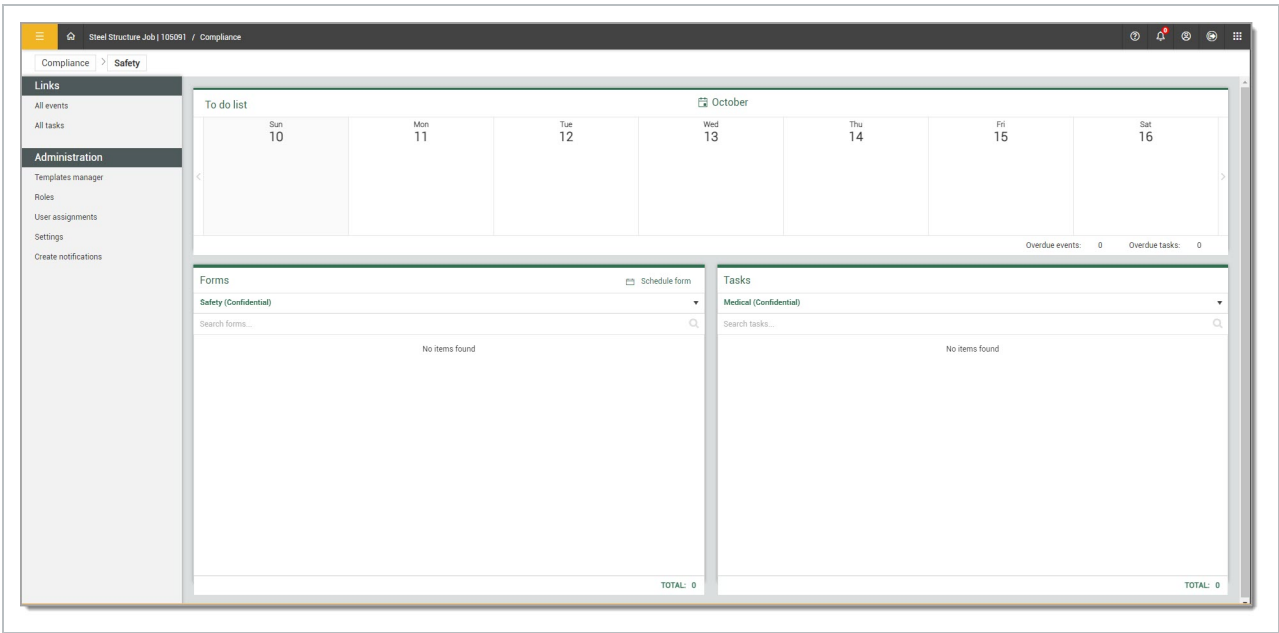 Steel Structure Job | 105091 / Compliance
0
Compliance > Safety
Links
All events
All tasks
Administration
Templates manager
Roles
User assignments
Settings
Create notifications
To do list
October
Sun Mon Tue Wed Thu Fri Sat
10 11 12 13 14 15 16
Overdue events: 0 Overdue tasks: 0
Forms
Schedule form
Safety (Confidential)
Search forms...
No items found
TOTAL: 0
Tasks
Medical (Confidential)
Search tasks...
No items found
TOTAL: 0